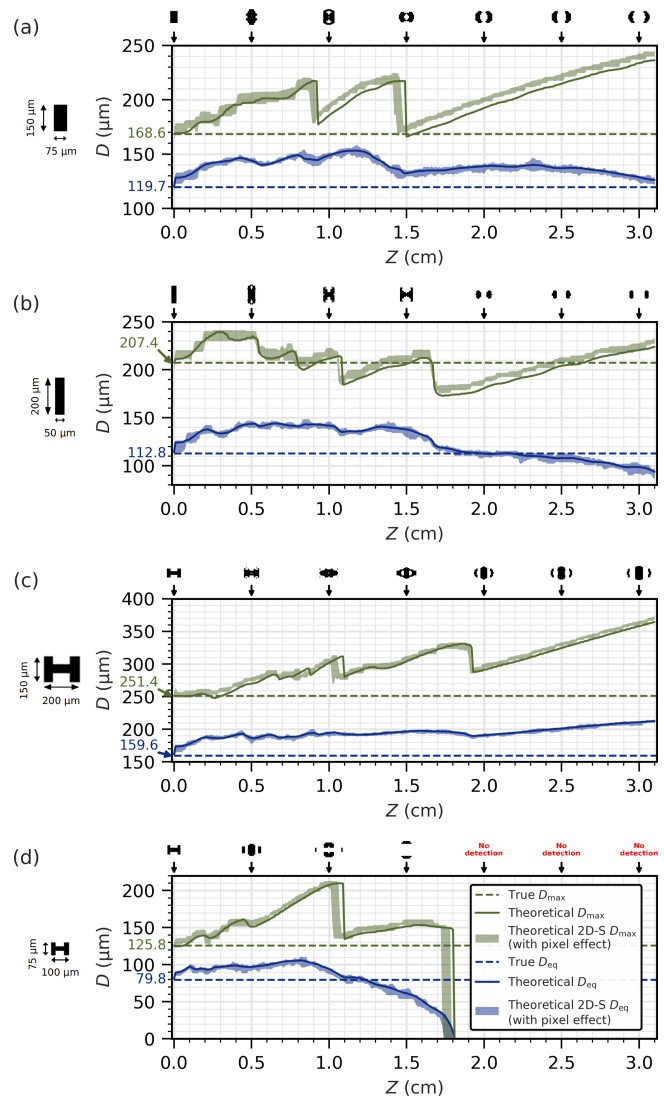 (a)
150 µm
75 µm
D (µm)
250
200
168.6
150
119.7
100
0.0 0.5 1.0 1.5 2.0 2.5 3.0
Z (cm)
(b)
200 µm
50 µm
D (µm)
250
207.4
200
150
112.8
100
0.0 0.5 1.0 1.5 2.0 2.5 3.0
Z (cm)
(c)
150 µm
200 µm
D (µm)
400
350
300
251.4
250
200
159.6
150
0.0 0.5 1.0 1.5 2.0 2.5 3.0
Z (cm)
(d)
No detection
No detection
No detection
75 µm
100 µm
D (µm)
200
150
125.8
100
79.8
50
0
0.0 0.5 1.0 1.5 2.0 2.5 3.0
Z (cm)
True Dmax
Theoretical Dmax
Theoretical 2D-S Dmax
(with pixel effect)
True Deq
Theoretical Deq
Theoretical 2D-S Deq
(with pixel effect)